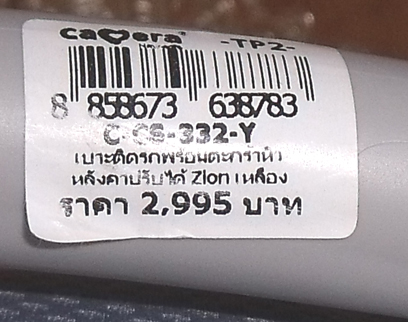 camera -TP2-
8 858673 638783
C-CS-332-Y
เบาะติดรถพร้อมตะกร้าหิ้ว
หลังคาปรับได้ Zion เหลือง
ราคา 2,995 บาท